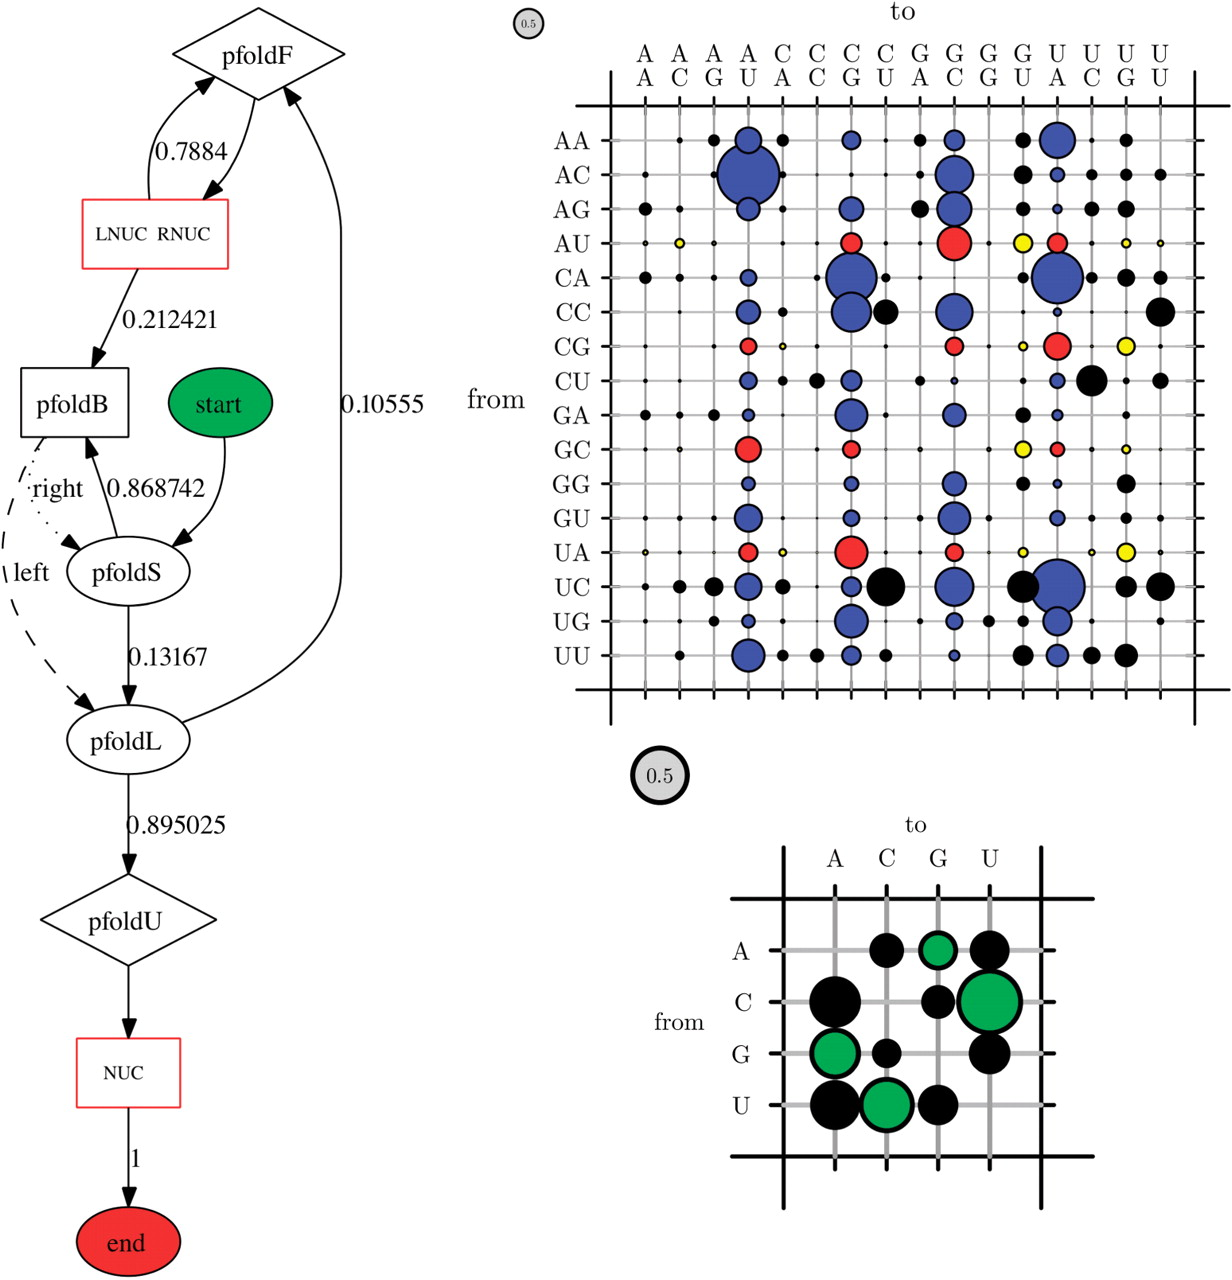 pfoldF
0.7884
LNUC RNUC
0.212421
pfoldB
start
0.10555
right
0.868742
left
pfoldS
0.13167
pfoldL
0.895025
pfoldU
NUC
1
end
0.5
to
A A A A C C C C G G G G U U U U
A C G U A C G U A C G U A C G U
from
AA
AC
AG
AU
CA
CC
CG
CU
GA
GC
GG
GU
UA
UC
UG
UU
0.5
to
A C G U
from
A
C
G
U